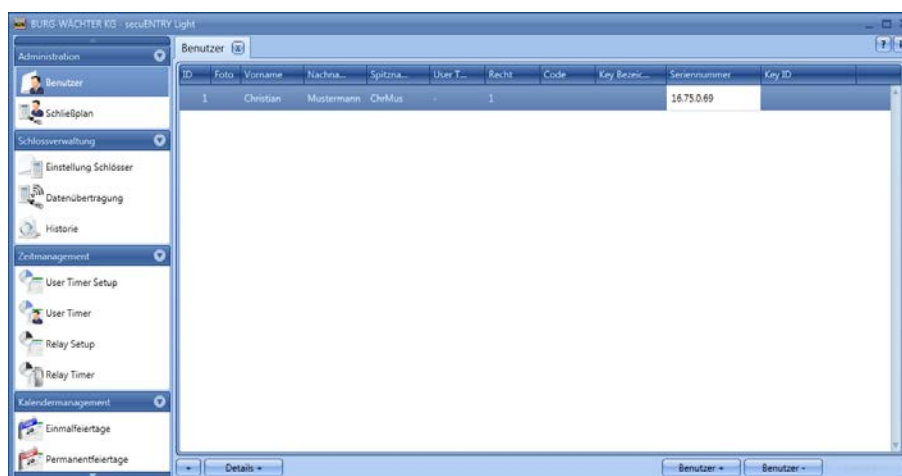 BURG-WÄCHTER KG - secuENTRY Light
Administration
Benutzer
Schließplan
Schlossverwaltung
Einstellung Schlösser
Datenübertragung
Historie
Zeitmanagement
User Timer Setup
User Timer
Relay Setup
Relay Timer
Kalendermanagement
Einmalfeiertage
Permanentfeiertage
Benutzer
ID Foto Vorname Nachna... Spitzna... User T... Recht Code Key Bezeic... Seriennummer Key ID
1 Christian Mustermann ChrMus - 1 16.75.0.69
- Details + Benutzer + Benutzer -